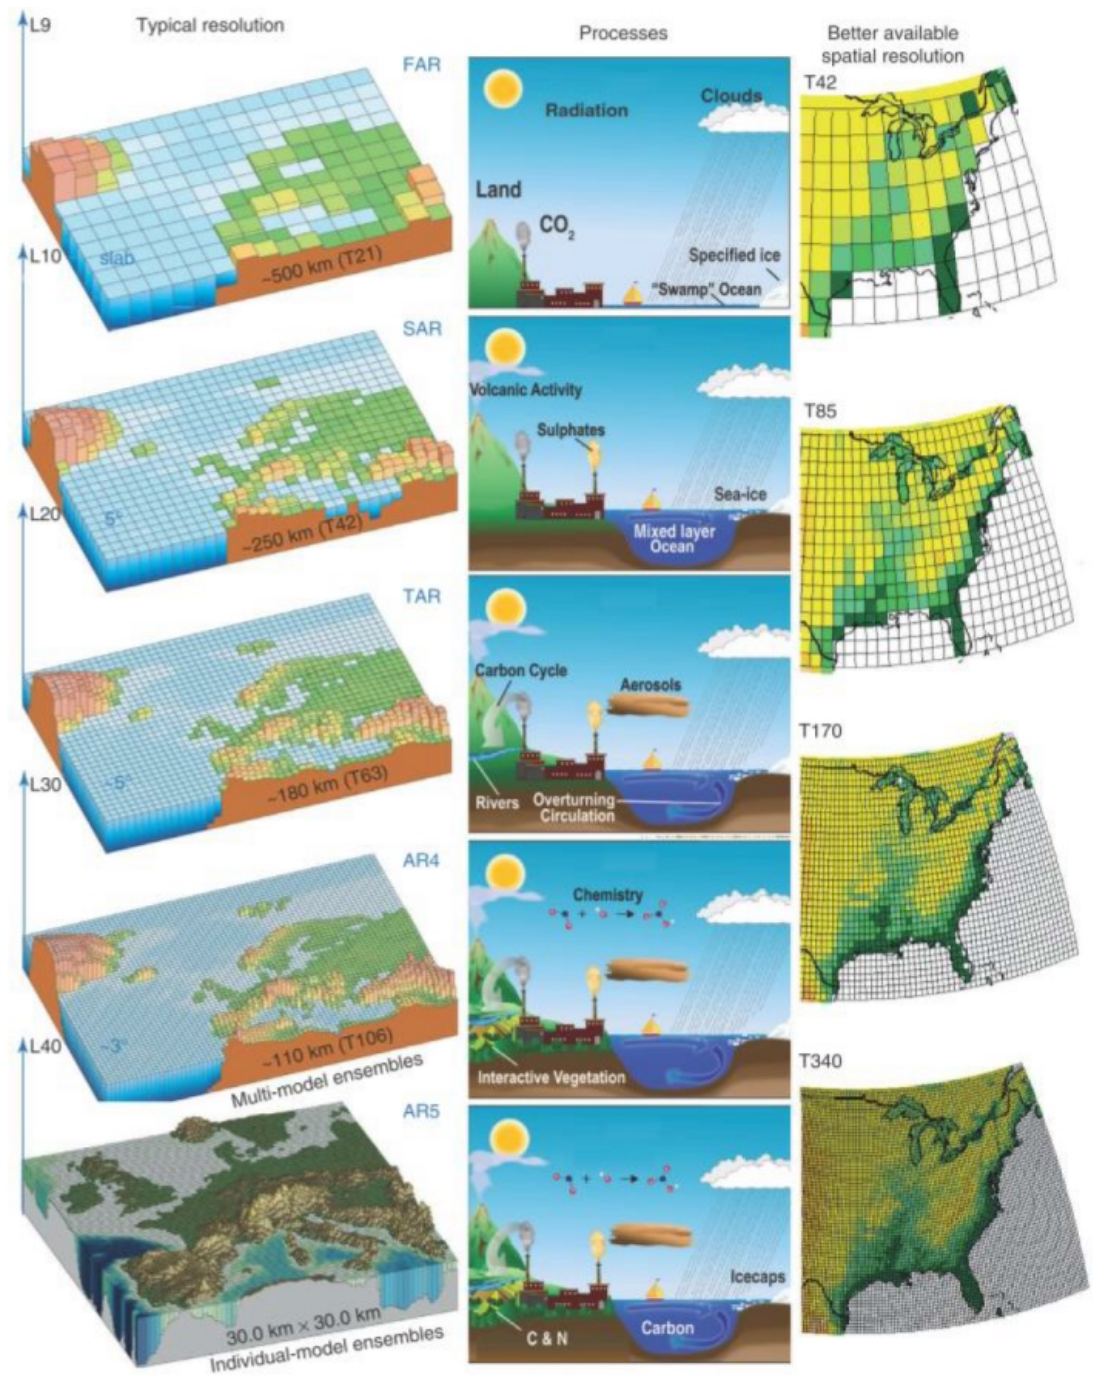 Typical resolution
Processes
Better available
spatial resolution
L9
FAR
slab
~500 km (T21)
L10
Radiation
Clouds
Land
CO2
Specified ice
"Swamp" Ocean
T42
SAR
5°
~250 km (T42)
L20
Volcanic Activity
Sulphates
Sea-ice
Mixed layer
Ocean
T85
TAR
~5°
~180 km (T63)
L30
Carbon Cycle
Aerosols
Rivers
Overturning
Circulation
T170
AR4
~3°
~110 km (T106)
Multi-model ensembles
L40
Chemistry
Interactive Vegetation
T340
AR5
30.0 km × 30.0 km
Individual-model ensembles
Icecaps
C & N
Carbon